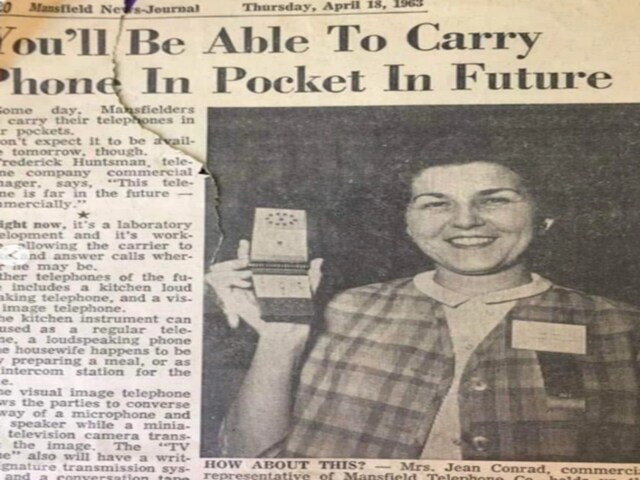 Mansfield News-Journal Thursday, April 18, 1963
You'll Be Able To Carry
Phone In Pocket In Future
Some day, Mansfielders
carry their telephones in
pockets.
expect it to be avail-
tomorrow, though.
Frederick Huntsman, tele-
company commercial
says, "This tele-
is far in the future —
★
right now, it's a laboratory
and it's work-
allowing the carrier to
and answer calls wher-
he may be.
telephones of the fu-
includes a kitchen loud
telephone, and a vis-
image telephone.
kitchen instrument can
used as a regular tele-
a loudspeaking phone
housewife happens to be
preparing a meal, or as
intercom station for the
visual image telephone
the parties to converse
way of a microphone and
speaker while a minia-
television camera trans-
the image. The "TV
also will have a writ-
transmission sys-
and a conversation tape
HOW ABOUT THIS? — Mrs. Jean Conrad, commercial
representative of Mansfield Telephone Co. holds up